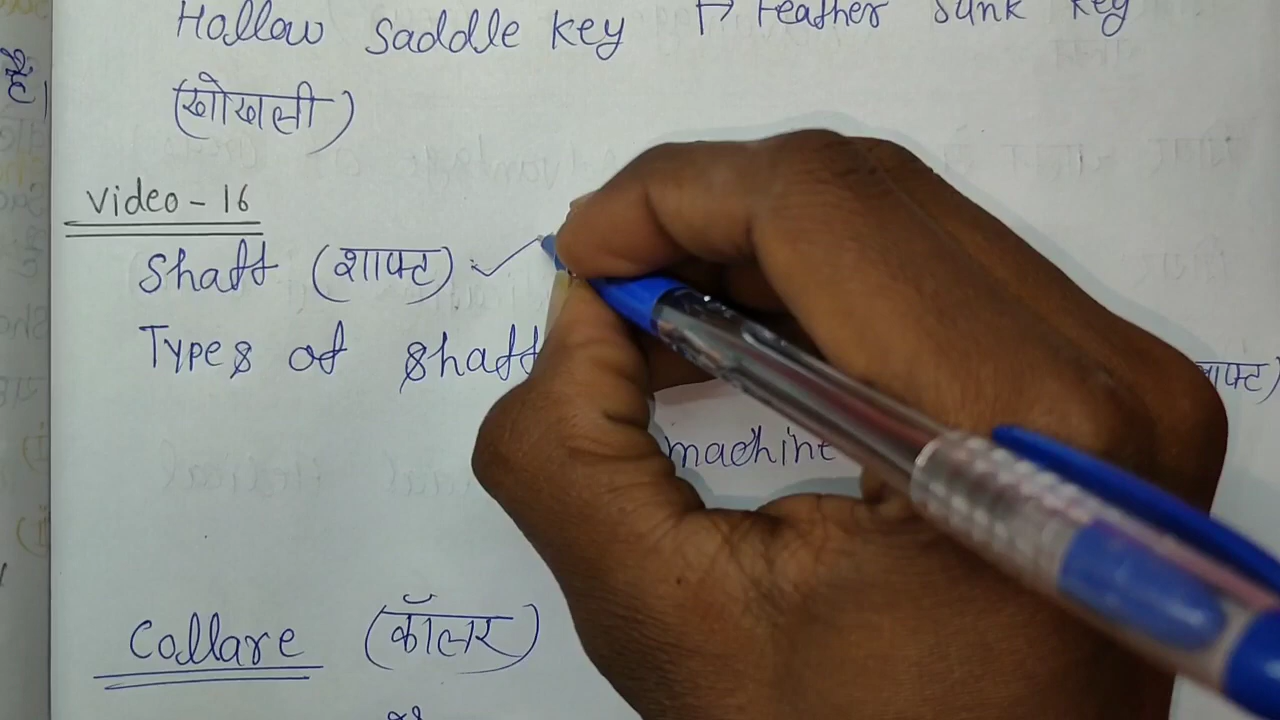 Hollow Saddle Key → Feather Sunk Key
(खोखली)
है।
Video - 16
Shaft (शाफ्ट)
Types of Shaft
machine
Collare (कॉलर)